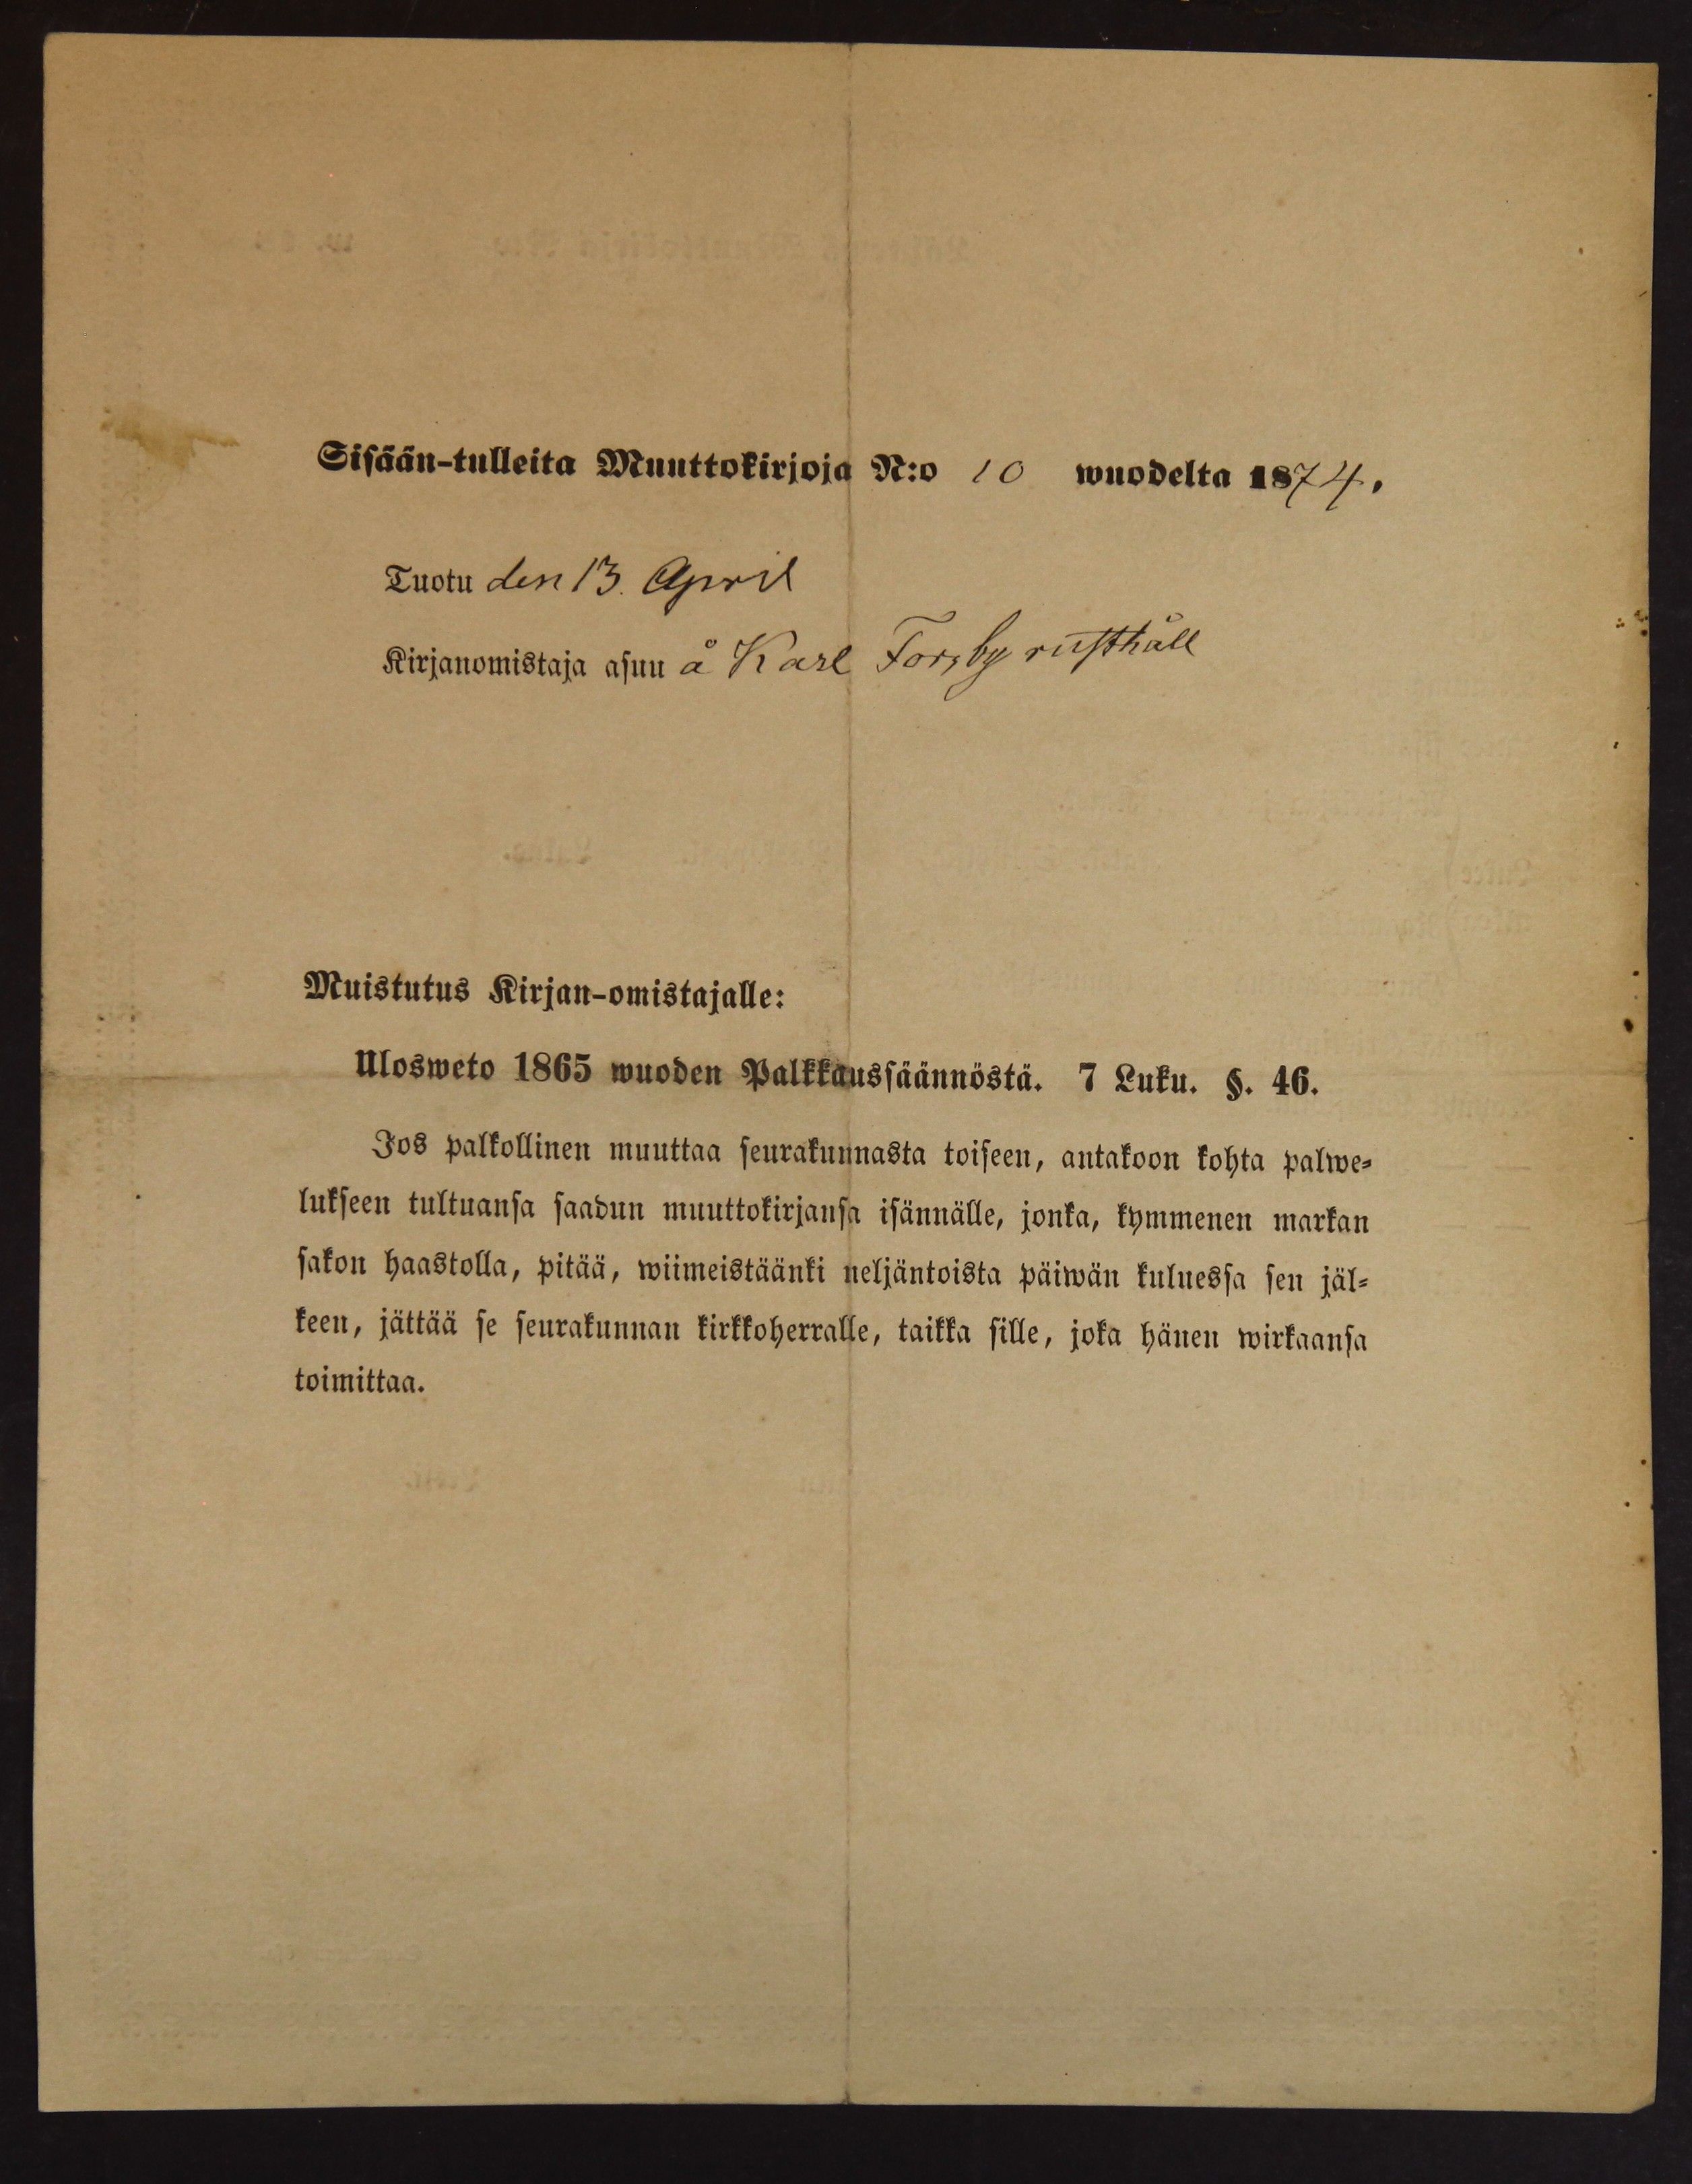 Sisään-tulleita Muuttokirjoja N:o 10 wuodelta 1874.
Tuotu den 13. April
Kirjanomistaja asuu å Karl Forsby rusthåll
Muistutus Kirjan-omistajalle:
Ulosweto 1865 wuoden Palkkaussäännöstä. 7 Luku. §. 46.
Jos palkollinen muuttaa seurakunnasta toiseen, antakoon kohta palwe-
lukseen tultuansa saadun muuttokirjansa isännälle, jonka, kymmenen markan
sakon haastolla, pitää, wiimeistäänki neljäntoista päiwän kuluessa sen jäl-
keen, jättää se seurakunnan kirkkoherralle, taikka sille, joka hänen wirkaansa
toimittaa.